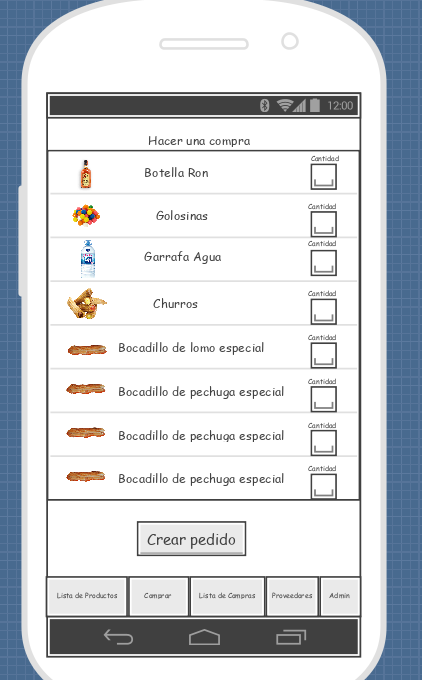 12:00
Hacer una compra
Cantidad
Botella Ron
Cantidad
Golosinas
Cantidad
Garrafa Agua
Cantidad
Churros
Cantidad
Bocadillo de lomo especial
Cantidad
Bocadillo de pechuga especial
Cantidad
Bocadillo de pechuga especial
Cantidad
Bocadillo de pechuga especial
Crear pedido
Lista de Productos Comprar Lista de Compras Proveedores Admin